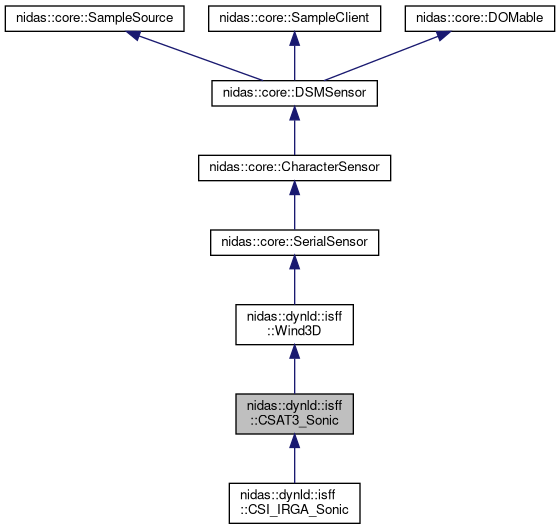 nidas::core::SampleSource
nidas::core::SampleClient
nidas::core::DOMable
nidas::core::DSMSensor
nidas::core::CharacterSensor
nidas::core::SerialSensor
nidas::dynld::isff
::Wind3D
nidas::dynld::isff
::CSAT3_Sonic
nidas::dynld::isff
::CSI_IRGA_Sonic